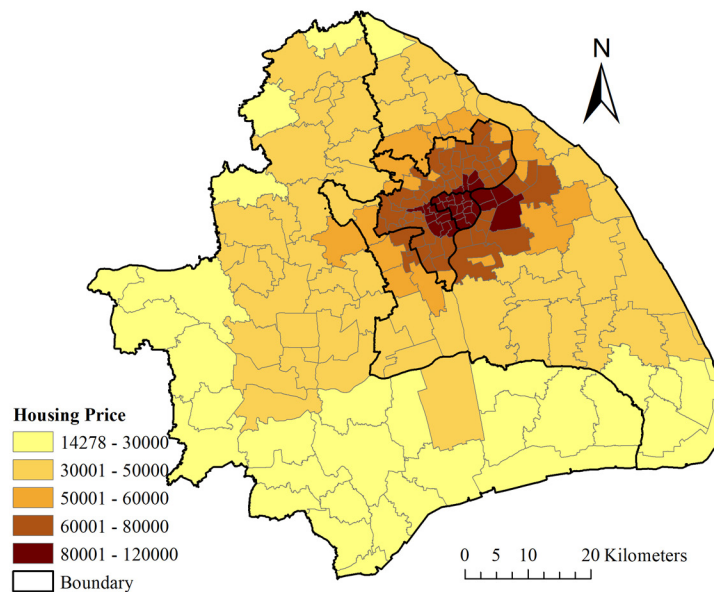 N
Housing Price
14278 - 30000
30001 - 50000
50001 - 60000
60001 - 80000
80001 - 120000
Boundary
0 5 10 20 Kilometers